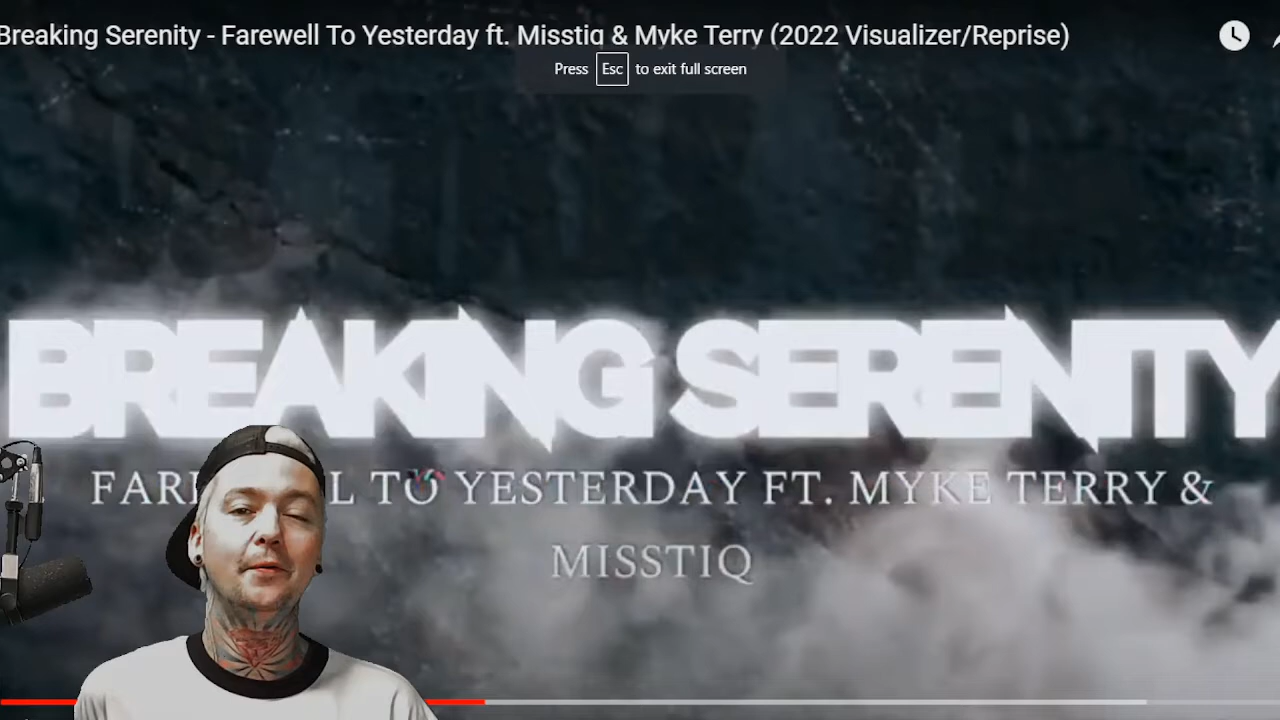 Breaking Serenity - Farewell To Yesterday ft. Misstiq & Myke Terry (2022 Visualizer/Reprise)
Press Esc to exit full screen
BREAKING SERENITY
TO YESTERDAY FT. MYKE TERRY &
MISSTIQ